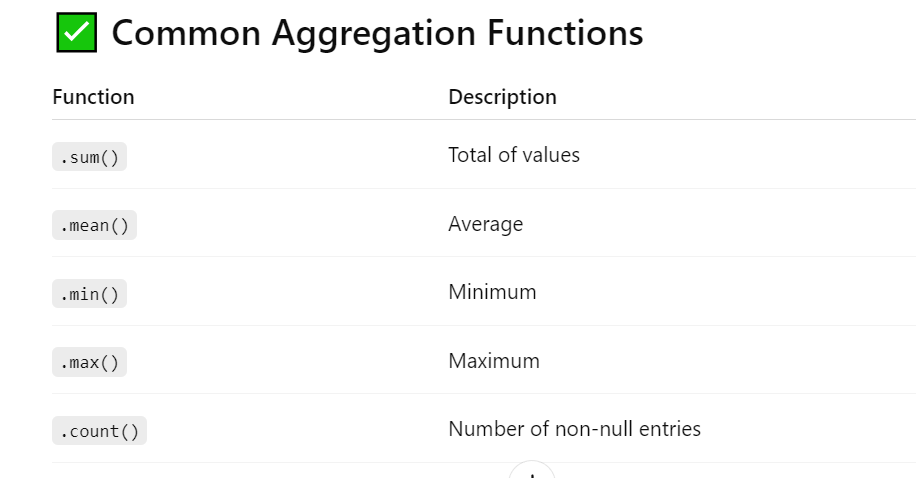 ✅ Common Aggregation Functions
Function Description
.sum() Total of values
.mean() Average
.min() Minimum
.max() Maximum
.count() Number of non-null entries